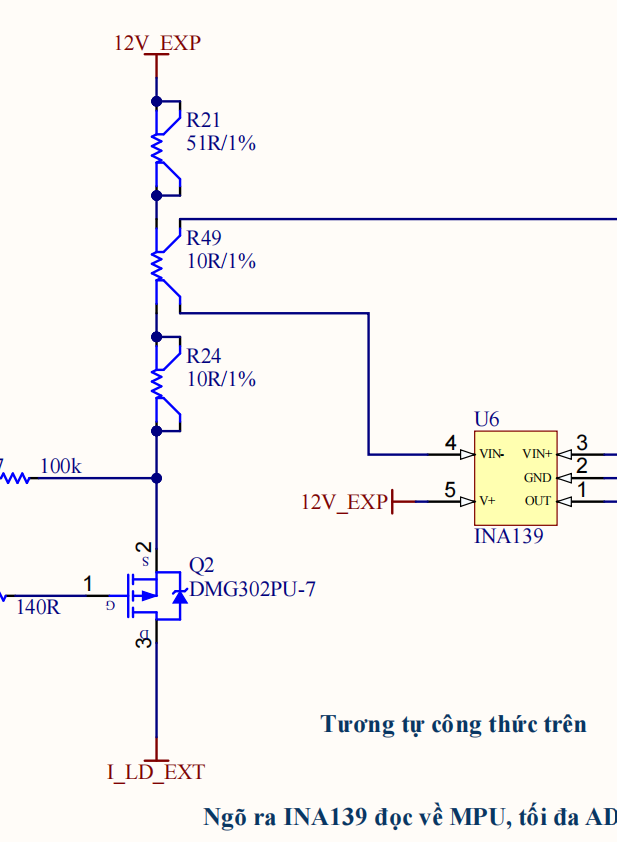 12V_EXP
R21
51R/1%
R49
10R/1%
R24
10R/1%
U6
4
VIN-
VIN+
3
GND
2
12V_EXP
5
V+
OUT
1
INA139
100k
2
S
Q2
DMG302PU-7
1
G
140R
D
3
Tương tự công thức trên
I_LD_EXT
Ngõ ra INA139 đọc về MPU, tối đa AD